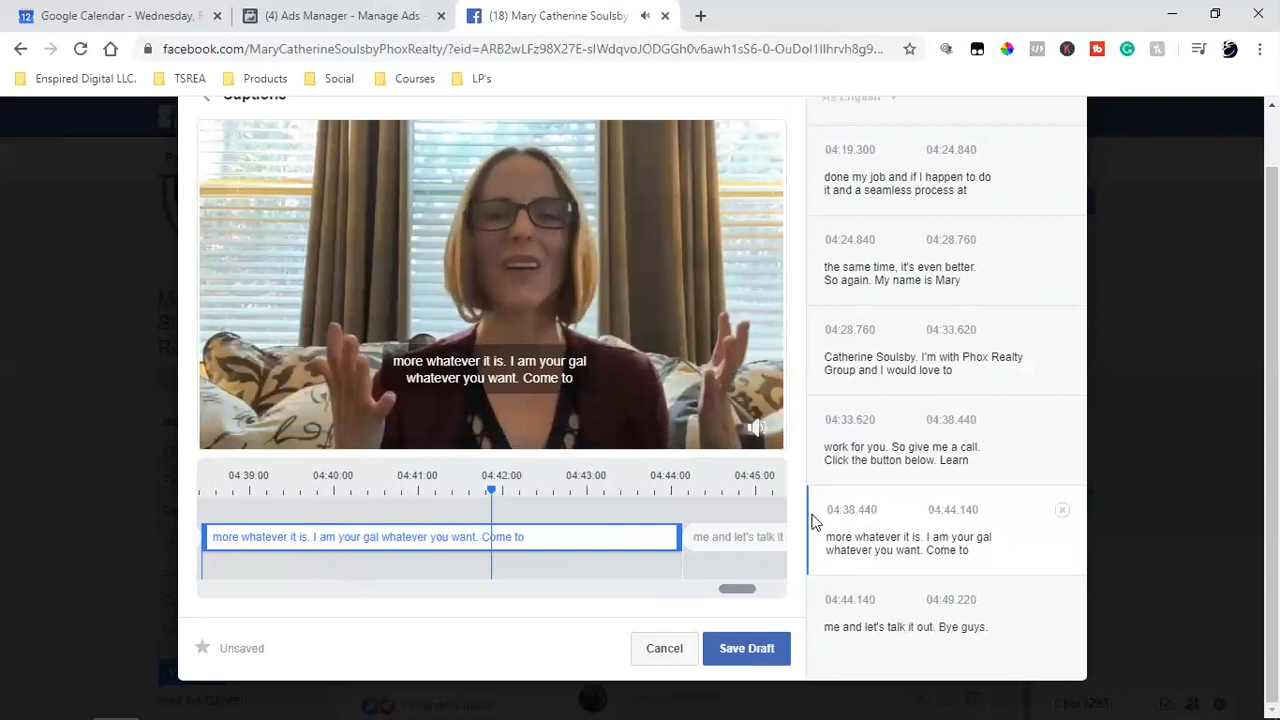 Google Calendar - Wednesday, F
(4) Ads Manager - Manage Ads -
(18) Mary Catherine Soulsby
facebook.com/MaryCatherineSoulsbyPhoxRealty/?eid=ARB2wLFz98X27E-sIWdqvoJODGGh0v6awh1sS6-0-OuDoI1IIhrvh8g9...
Enspired Digital LLC.
TSREA
Products
Social
Courses
LP's
Captions
English
more whatever it is. I am your gal
whatever you want. Come to
04:39:00 04:40:00 04:41:00 04:42:00 04:43:00 04:44:00 04:45:00
more whatever it is. I am your gal whatever you want. Come to
me and let's talk it
Unsaved
Cancel
Save Draft
04:19.300 04:24.840
done my job and if I happen to do
it and a seamless process at
04:24.840 04:28.760
the same time, it's even better.
So again. My name is Mary
04:28.760 04:33.620
Catherine Soulsby. I'm with Phox Realty
Group and I would love to
04:33.620 04:38.440
work for you. So give me a call.
Click the button below. Learn
04:38.440 04:44.140
more whatever it is. I am your gal
whatever you want. Come to
04:44.140 04:49.220
me and let's talk it out. Bye guys.